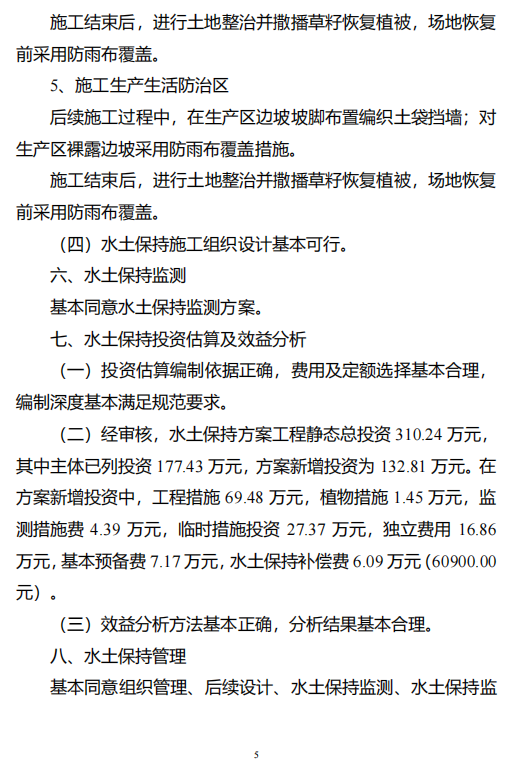 施工结束后，进行土地整治并撒播草籽恢复植被，场地恢复
前采用防雨布覆盖。
5、施工生产生活防治区
后续施工过程中，在生产区边坡坡脚布置编织土袋挡墙；对
生产区裸露边坡采用防雨布覆盖措施。
施工结束后，进行土地整治并撒播草籽恢复植被，场地恢复
前采用防雨布覆盖。
（四）水土保持施工组织设计基本可行。
六、水土保持监测
基本同意水土保持监测方案。
七、水土保持投资估算及效益分析
（一）投资估算编制依据正确，费用及定额选择基本合理，
编制深度基本满足规范要求。
（二）经审核，水土保持方案工程静态总投资 310.24 万元，
其中主体已列投资 177.43 万元，方案新增投资为 132.81 万元。在
方案新增投资中，工程措施 69.48 万元，植物措施 1.45 万元，监
测措施费 4.39 万元，临时措施投资 27.37 万元，独立费用 16.86
万元，基本预备费 7.17 万元，水土保持补偿费 6.09 万元（60900.00
元）。
（三）效益分析方法基本正确，分析结果基本合理。
八、水土保持管理
基本同意组织管理、后续设计、水土保持监测、水土保持监
5